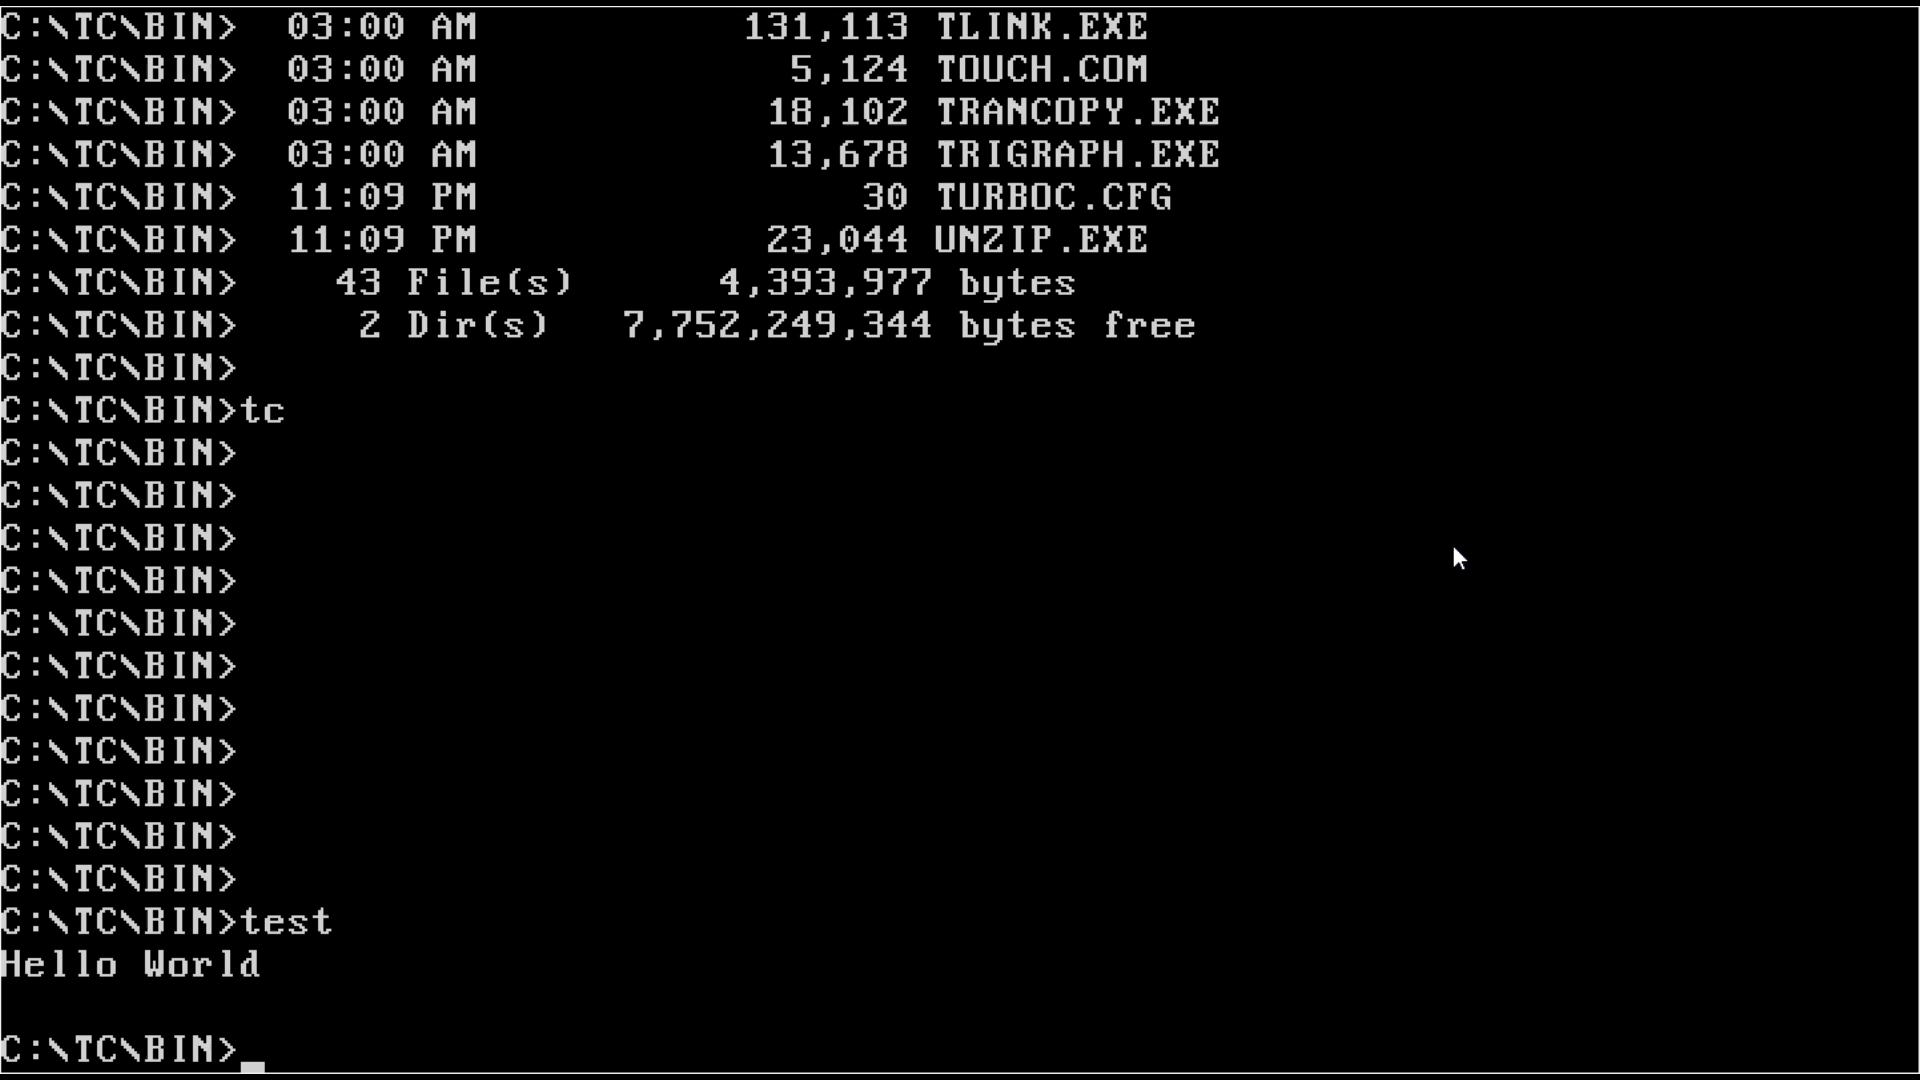 C:\TC\BIN>  03:00 AM           131,113 TLINK.EXE
C:\TC\BIN>  03:00 AM             5,124 TOUCH.COM
C:\TC\BIN>  03:00 AM            18,102 TRANCOPY.EXE
C:\TC\BIN>  03:00 AM            13,678 TRIGRAPH.EXE
C:\TC\BIN>  11:09 PM                30 TURBOC.CFG
C:\TC\BIN>  11:09 PM            23,044 UNZIP.EXE
C:\TC\BIN>    43 File(s)      4,393,977 bytes
C:\TC\BIN>     2 Dir(s)   7,752,249,344 bytes free
C:\TC\BIN>
C:\TC\BIN>tc
C:\TC\BIN>
C:\TC\BIN>
C:\TC\BIN>
C:\TC\BIN>
C:\TC\BIN>
C:\TC\BIN>
C:\TC\BIN>
C:\TC\BIN>
C:\TC\BIN>
C:\TC\BIN>
C:\TC\BIN>
C:\TC\BIN>test
Hello World
C:\TC\BIN>